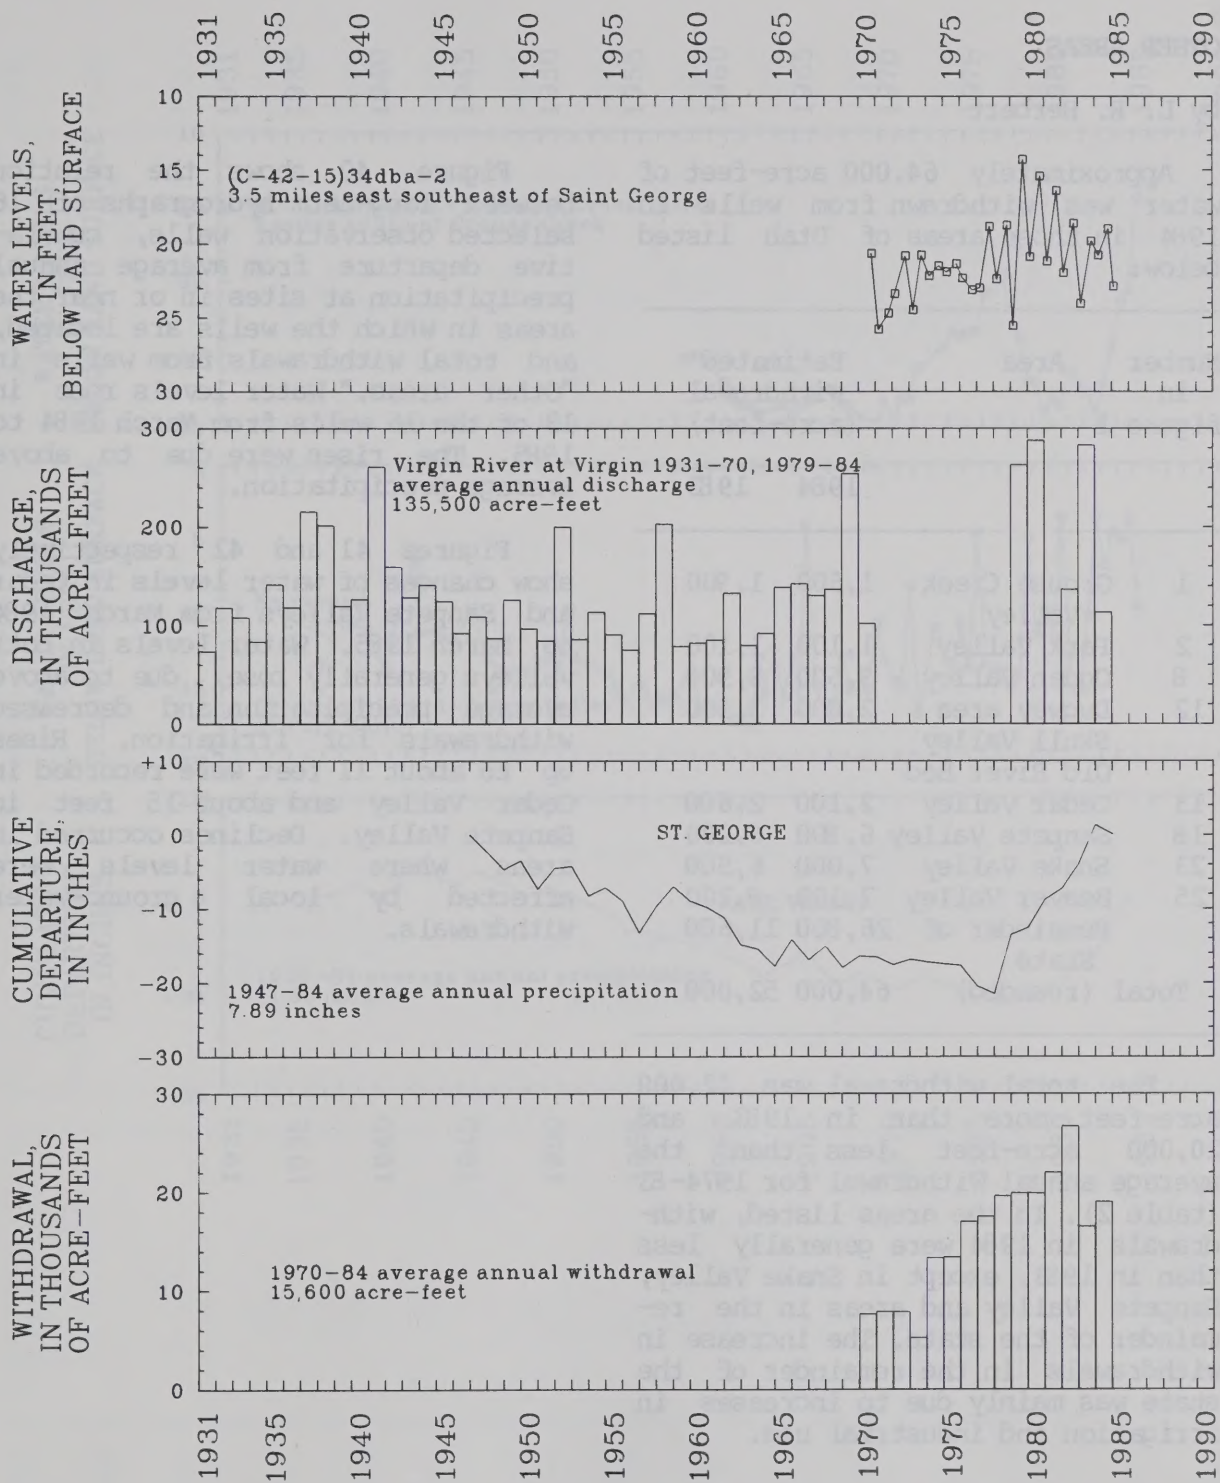 1931 1935 1940 1945 1950 1955 1960 1965 1970 1975 1980 1985 1990
WATER LEVELS,
IN FEET,
BELOW LAND SURFACE
10
15
20
25
30
(C-42-15)34dba-2
3.5 miles east southeast of Saint George
DISCHARGE,
IN THOUSANDS
OF ACRE FEET
300
200
100
0
Virgin River at Virgin 1931-70, 1979-84
average annual discharge
135,500 acre-feet
CUMULATIVE
DEPARTURE,
IN INCHES
+10
0
-10
-20
-30
ST. GEORGE
1947-84 average annual precipitation
7.89 inches
WITHDRAWAL,
IN THOUSANDS
OF ACRE-FEET
30
20
10
0
1970-84 average annual withdrawal
15,600 acre-feet
1931 1935 1940 1945 1950 1955 1960 1965 1970 1975 1980 1985 1990